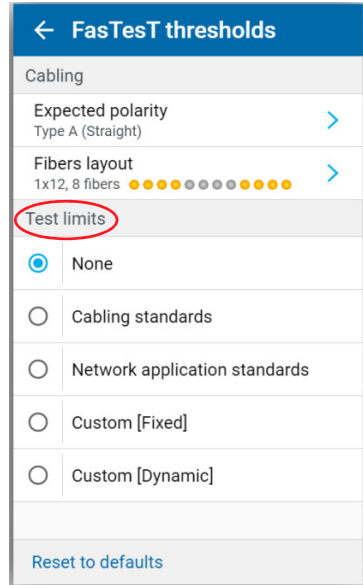 FasTesT thresholds
Cabling
Expected polarity
Type A (Straight)
Fibers layout
1x12, 8 fibers
Test limits
None
Cabling standards
Network application standards
Custom [Fixed]
Custom [Dynamic]
Reset to defaults